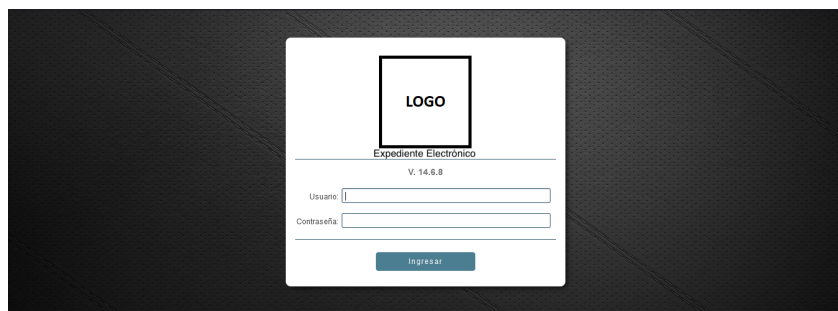 LOGO
Expediente Electrónico
V. 14.6.8
Usuario:
Contraseña:
Ingresar